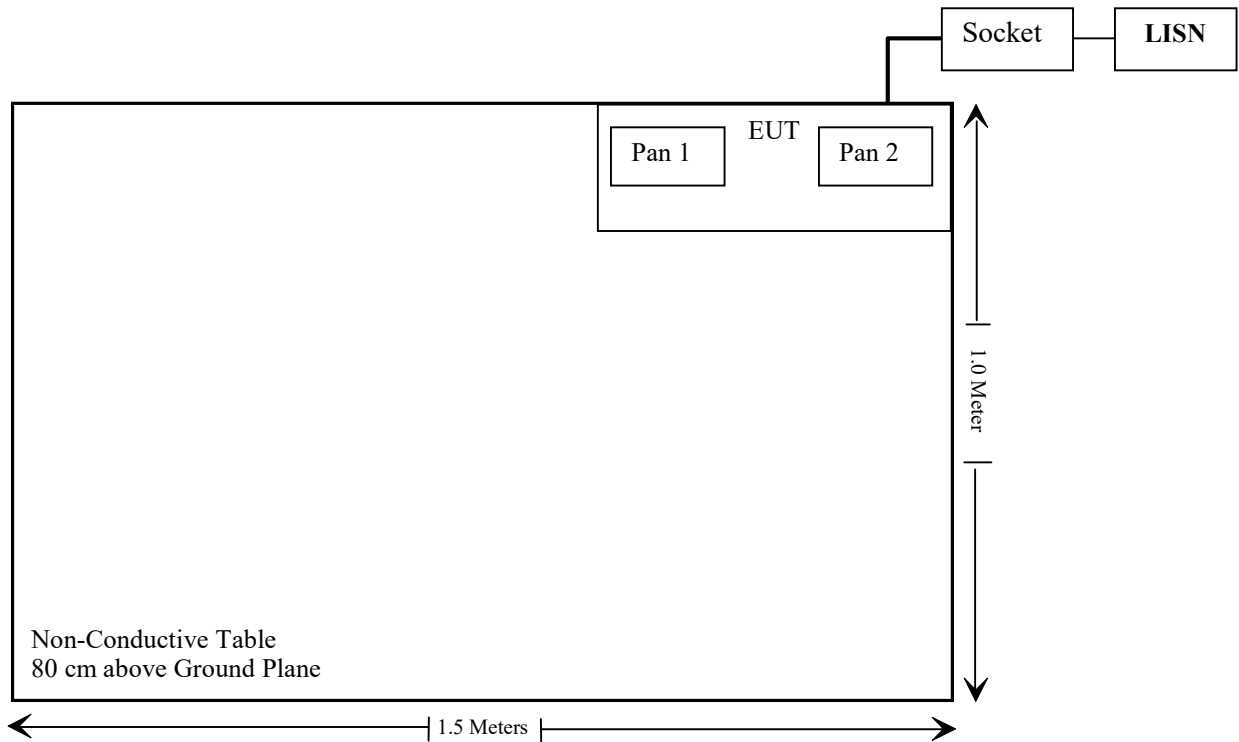 Socket
LISN
EUT
Pan 1
Pan 2
1.0 Meter
Non-Conductive Table
80 cm above Ground Plane
1.5 Meters